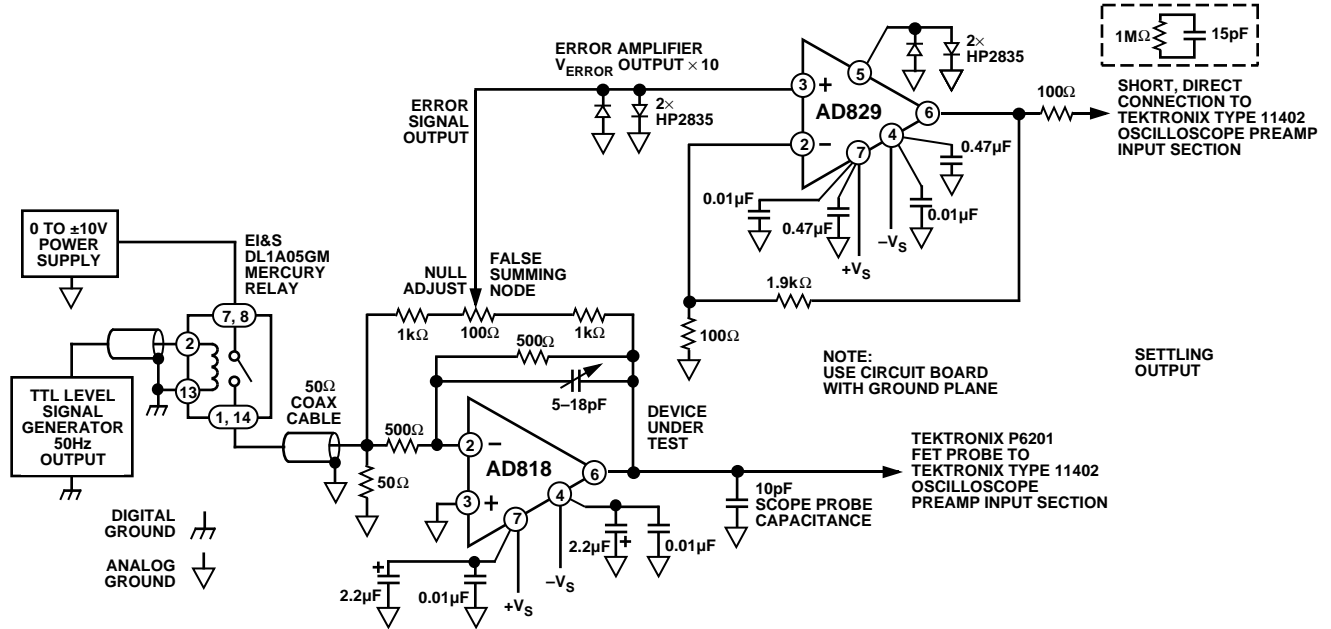 1MΩ
15pF
ERROR AMPLIFIER
VERROR OUTPUT × 10
2×
HP2835
5
ERROR
SIGNAL
OUTPUT
2×
HP2835
3
+
AD829
6
2
−
4
7
100Ω
SHORT, DIRECT
CONNECTION TO
TEKTRONIX TYPE 11402
OSCILLOSCOPE PREAMP
INPUT SECTION
0.47µF
0.01µF
0.47µF
0.01µF
−VS
+VS
0 TO ±10V
POWER
SUPPLY
EI&S
DL1A05GM
MERCURY
RELAY
7, 8
2
13
1, 14
NULL
ADJUST
FALSE
SUMMING
NODE
1kΩ
100Ω
1kΩ
1.9kΩ
100Ω
500Ω
5–18pF
NOTE:
USE CIRCUIT BOARD
WITH GROUND PLANE
SETTLING
OUTPUT
TTL LEVEL
SIGNAL
GENERATOR
50Hz
OUTPUT
50Ω
COAX
CABLE
500Ω
50Ω
2
−
AD818
6
3
+
4
7
DEVICE
UNDER
TEST
TEKTRONIX P6201
FET PROBE TO
TEKTRONIX TYPE 11402
OSCILLOSCOPE
PREAMP INPUT SECTION
10pF
SCOPE PROBE
CAPACITANCE
DIGITAL
GROUND
ANALOG
GROUND
2.2µF
+
0.01µF
+
2.2µF
0.01µF
+VS
−VS